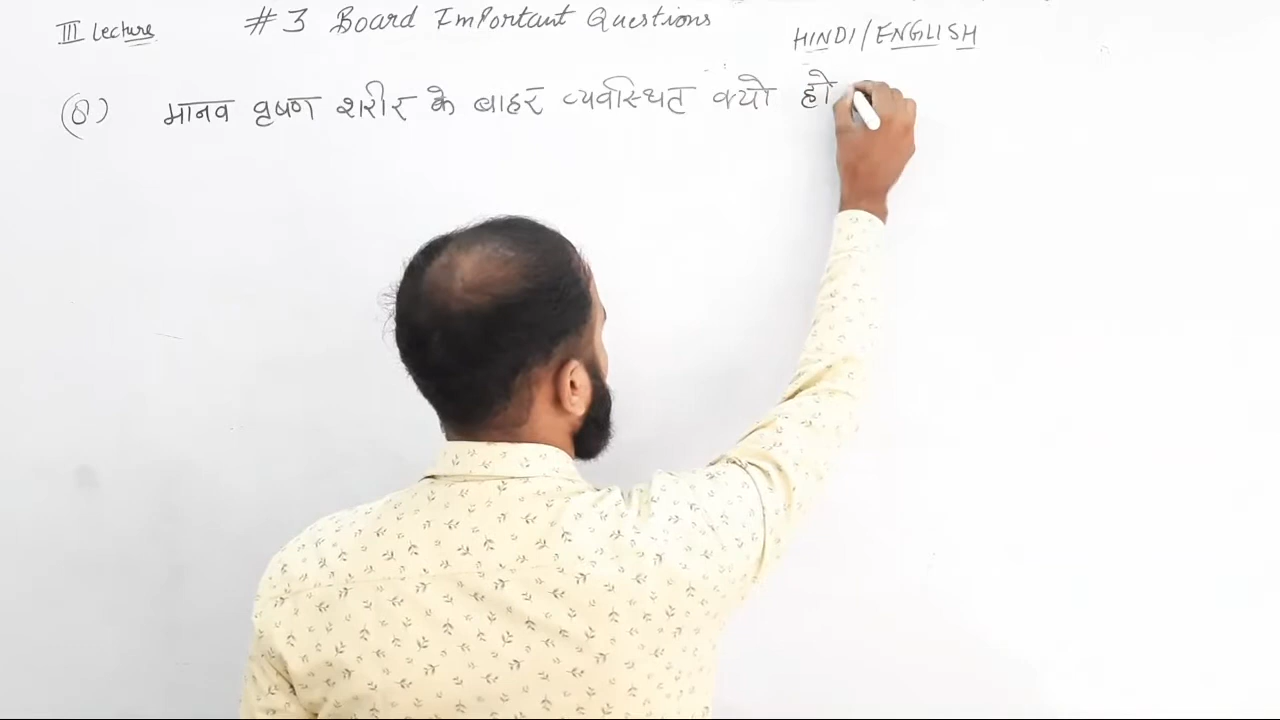 III Lecture
#3 Board Important Questions
HINDI/ENGLISH
(Q) मानव वृषण शरीर के बाहर व्यवस्थित क्यो हो